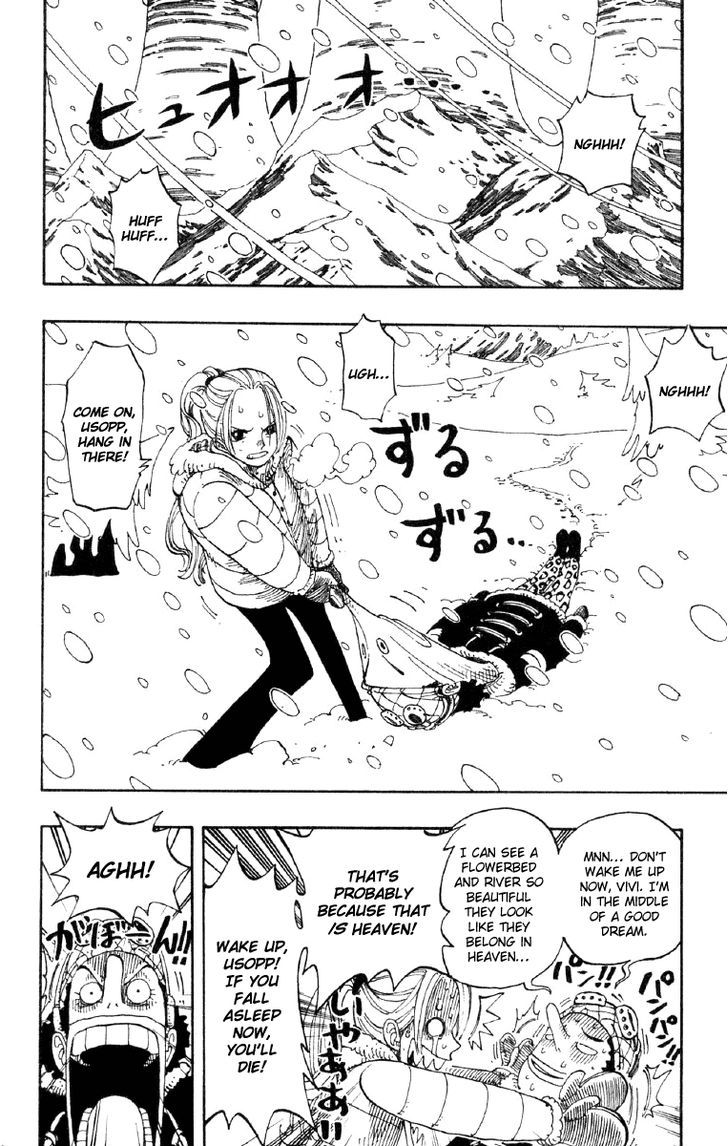 NGHHH!
ヒュオオオ...
HUFF
HUFF...
NGHHH!
UGH...
COME ON,
USOPP,
HANG IN
THERE!
ずる
ずる...
MNN... DON'T
WAKE ME UP
NOW, VIVI. I'M
IN THE MIDDLE
OF A GOOD
DREAM.
I CAN SEE A
FLOWERBED
AND RIVER SO
BEAUTIFUL
THEY LOOK
LIKE THEY
BELONG IN
HEAVEN...
THAT'S
PROBABLY
BECAUSE THAT
IS HEAVEN!
WAKE UP,
USOPP!
IF YOU
FALL
ASLEEP
NOW,
YOU'LL
DIE!
パン!!
パン!!
いやああ!!
AGHH!
がぼーん!!